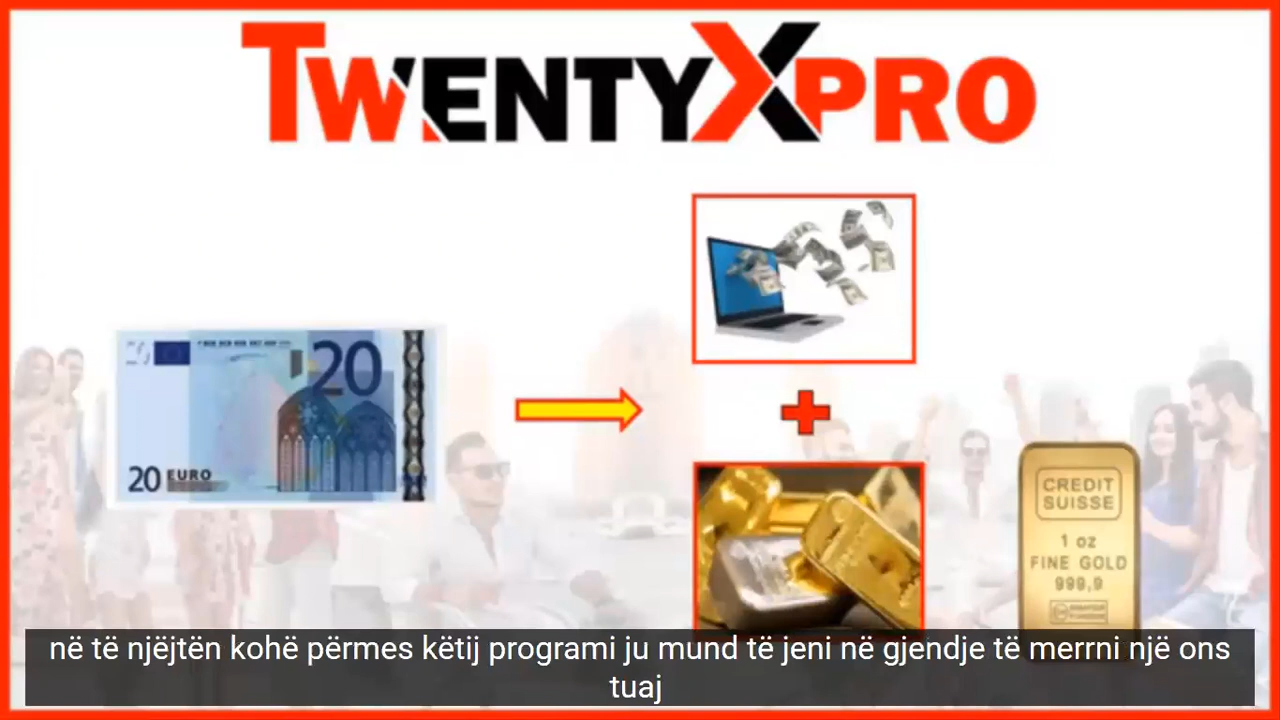 TWENTYXPRO
20
20 EURO
CREDIT
SUISSE
1 oz
FINE GOLD
999,9
në të njëjtën kohë përmes këtij programi ju mund të jeni në gjendje të merrni një ons
tuaj